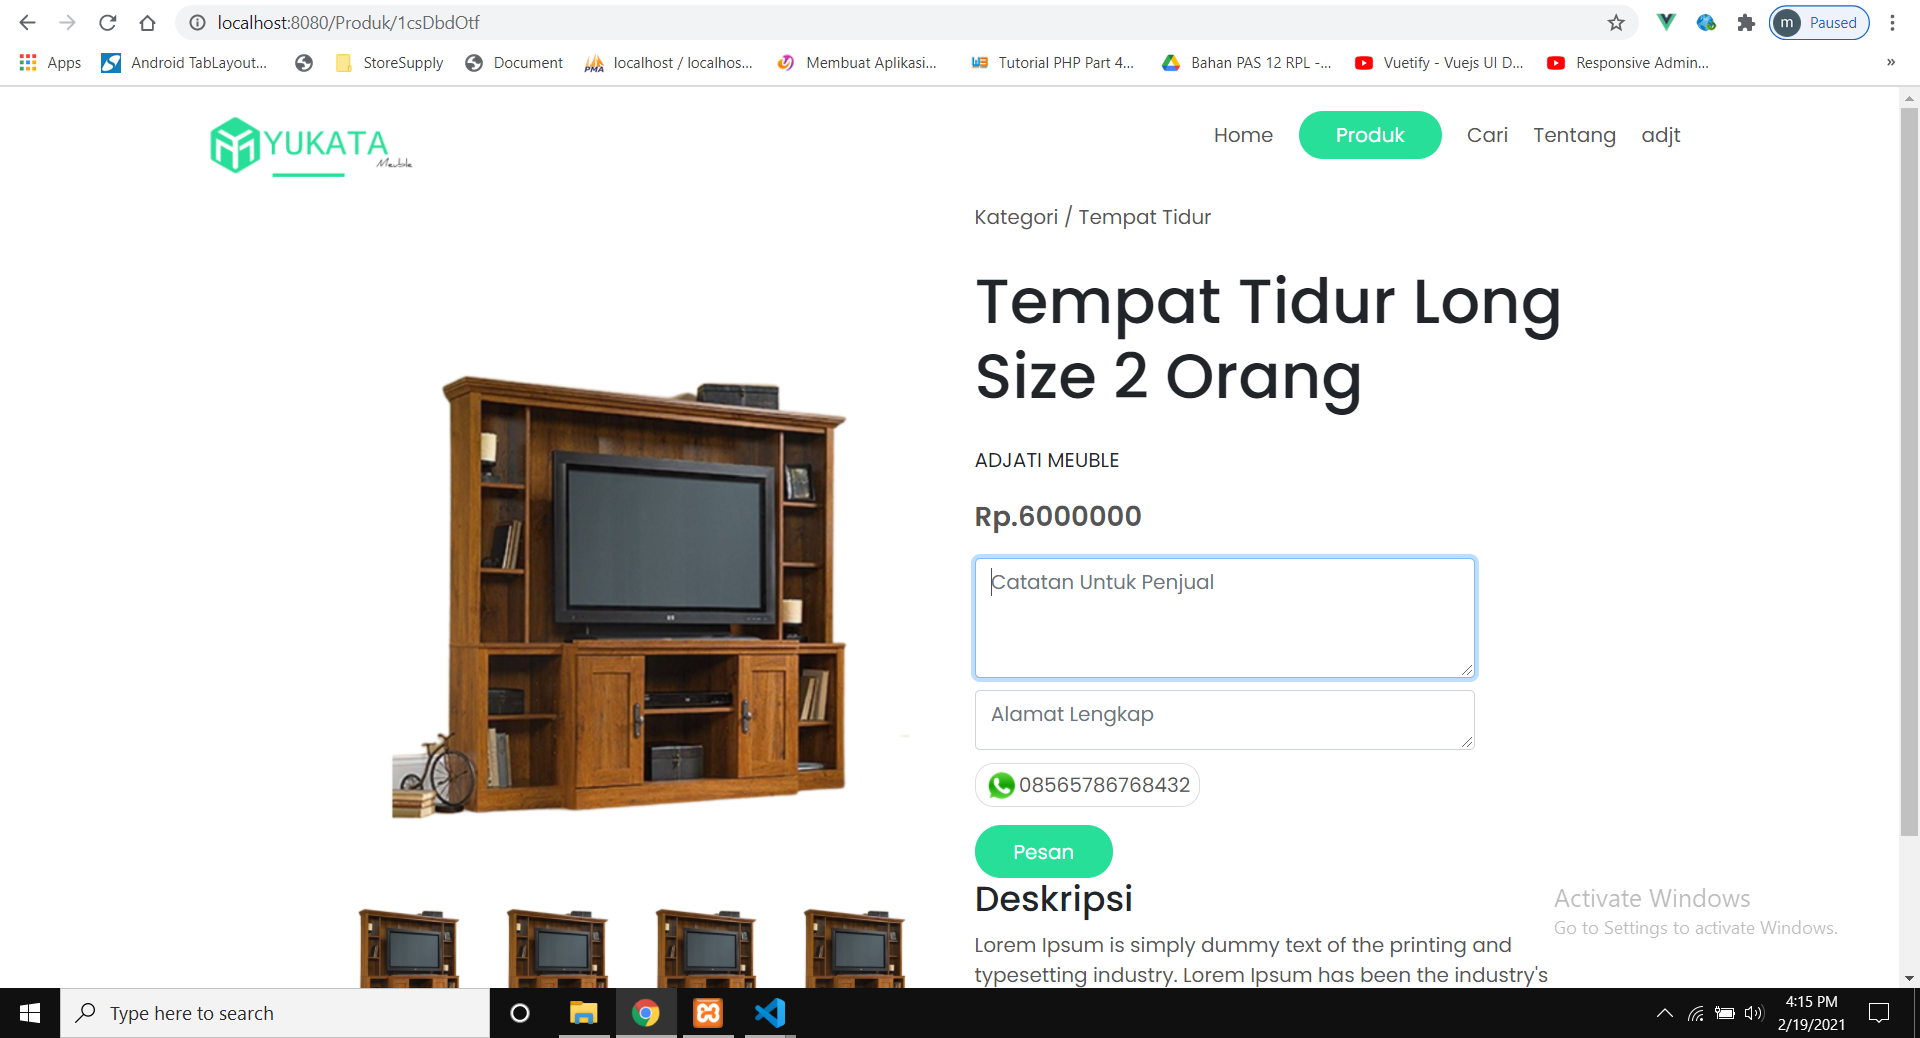 localhost:8080/Produk/1csDbdOtf
m Paused
Apps Android TabLayout... StoreSupply Document PMA localhost / localhos... Membuat Aplikasi... Tutorial PHP Part 4... Bahan PAS 12 RPL -... Vuetify - Vuejs UI D... Responsive Admin... »
YUKATA
Meuble
Home Produk Cari Tentang adjt
Kategori / Tempat Tidur
Tempat Tidur Long
Size 2 Orang
ADJATI MEUBLE
Rp.6000000
Catatan Untuk Penjual
Alamat Lengkap
08565786768432
Pesan
Deskripsi
Lorem Ipsum is simply dummy text of the printing and
typesetting industry. Lorem Ipsum has been the industry's
Activate Windows
Go to Settings to activate Windows.
Type here to search
4:15 PM
2/19/2021